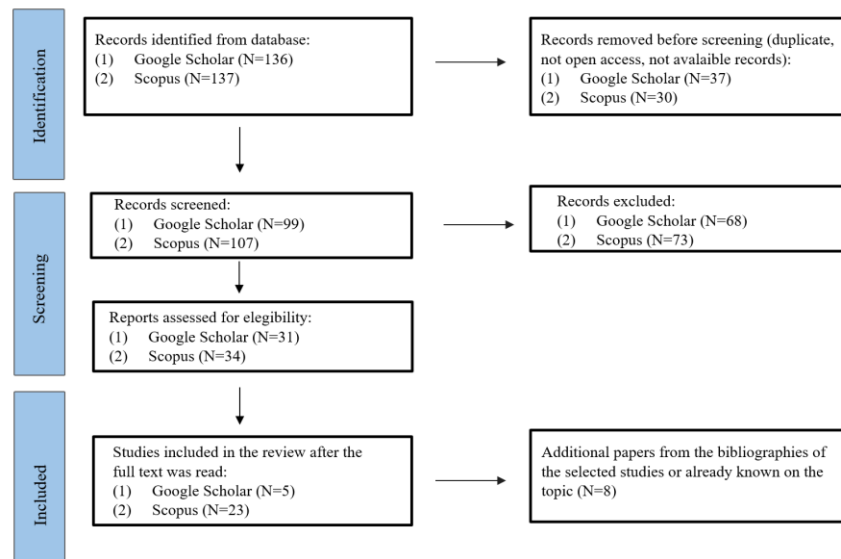 Identification
Records identified from database:
(1) Google Scholar (N=136)
(2) Scopus (N=137)
Records removed before screening (duplicate,
not open access, not avalaible records):
(1) Google Scholar (N=37)
(2) Scopus (N=30)
Screening
Records screened:
(1) Google Scholar (N=99)
(2) Scopus (N=107)
Records excluded:
(1) Google Scholar (N=68)
(2) Scopus (N=73)
Reports assessed for elegibility:
(1) Google Scholar (N=31)
(2) Scopus (N=34)
Included
Studies included in the review after the
full text was read:
(1) Google Scholar (N=5)
(2) Scopus (N=23)
Additional papers from the bibliographies of
the selected studies or already known on the
topic (N=8)